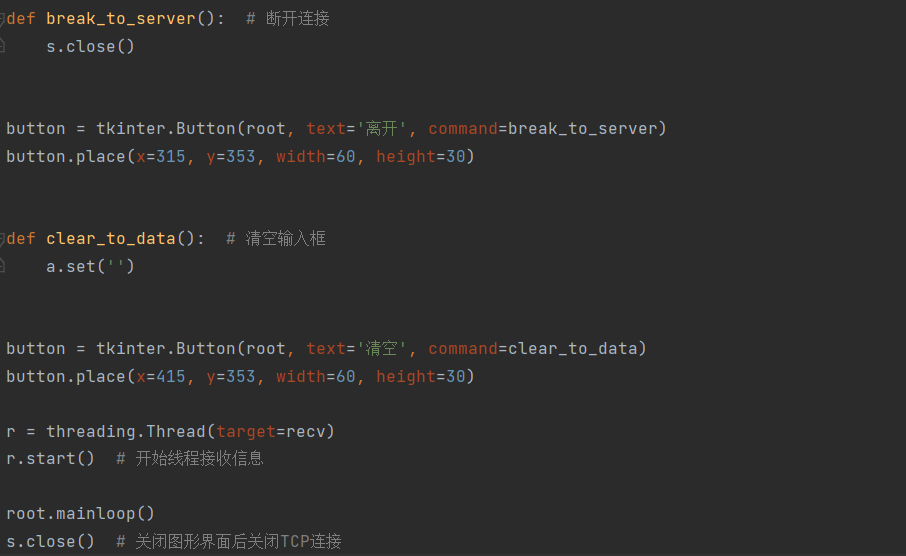 def break_to_server():  # 断开连接
    s.close()
button = tkinter.Button(root, text='离开', command=break_to_server)
button.place(x=315, y=353, width=60, height=30)
def clear_to_data():  # 清空输入框
    a.set('')
button = tkinter.Button(root, text='清空', command=clear_to_data)
button.place(x=415, y=353, width=60, height=30)
r = threading.Thread(target=recv)
r.start()  # 开始线程接收信息
root.mainloop()
s.close()  # 关闭图形界面后关闭TCP连接